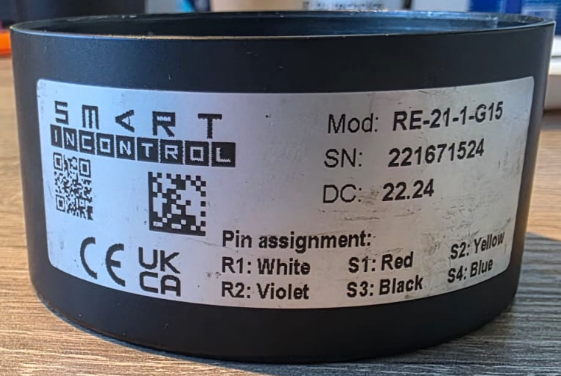 SMART
INCONTROL
Mod: RE-21-1-G15
SN: 221671524
DC: 22.24
Pin assignment:
R1: White S1: Red S2: Yellow
R2: Violet S3: Black S4: Blue
CE UK
CA